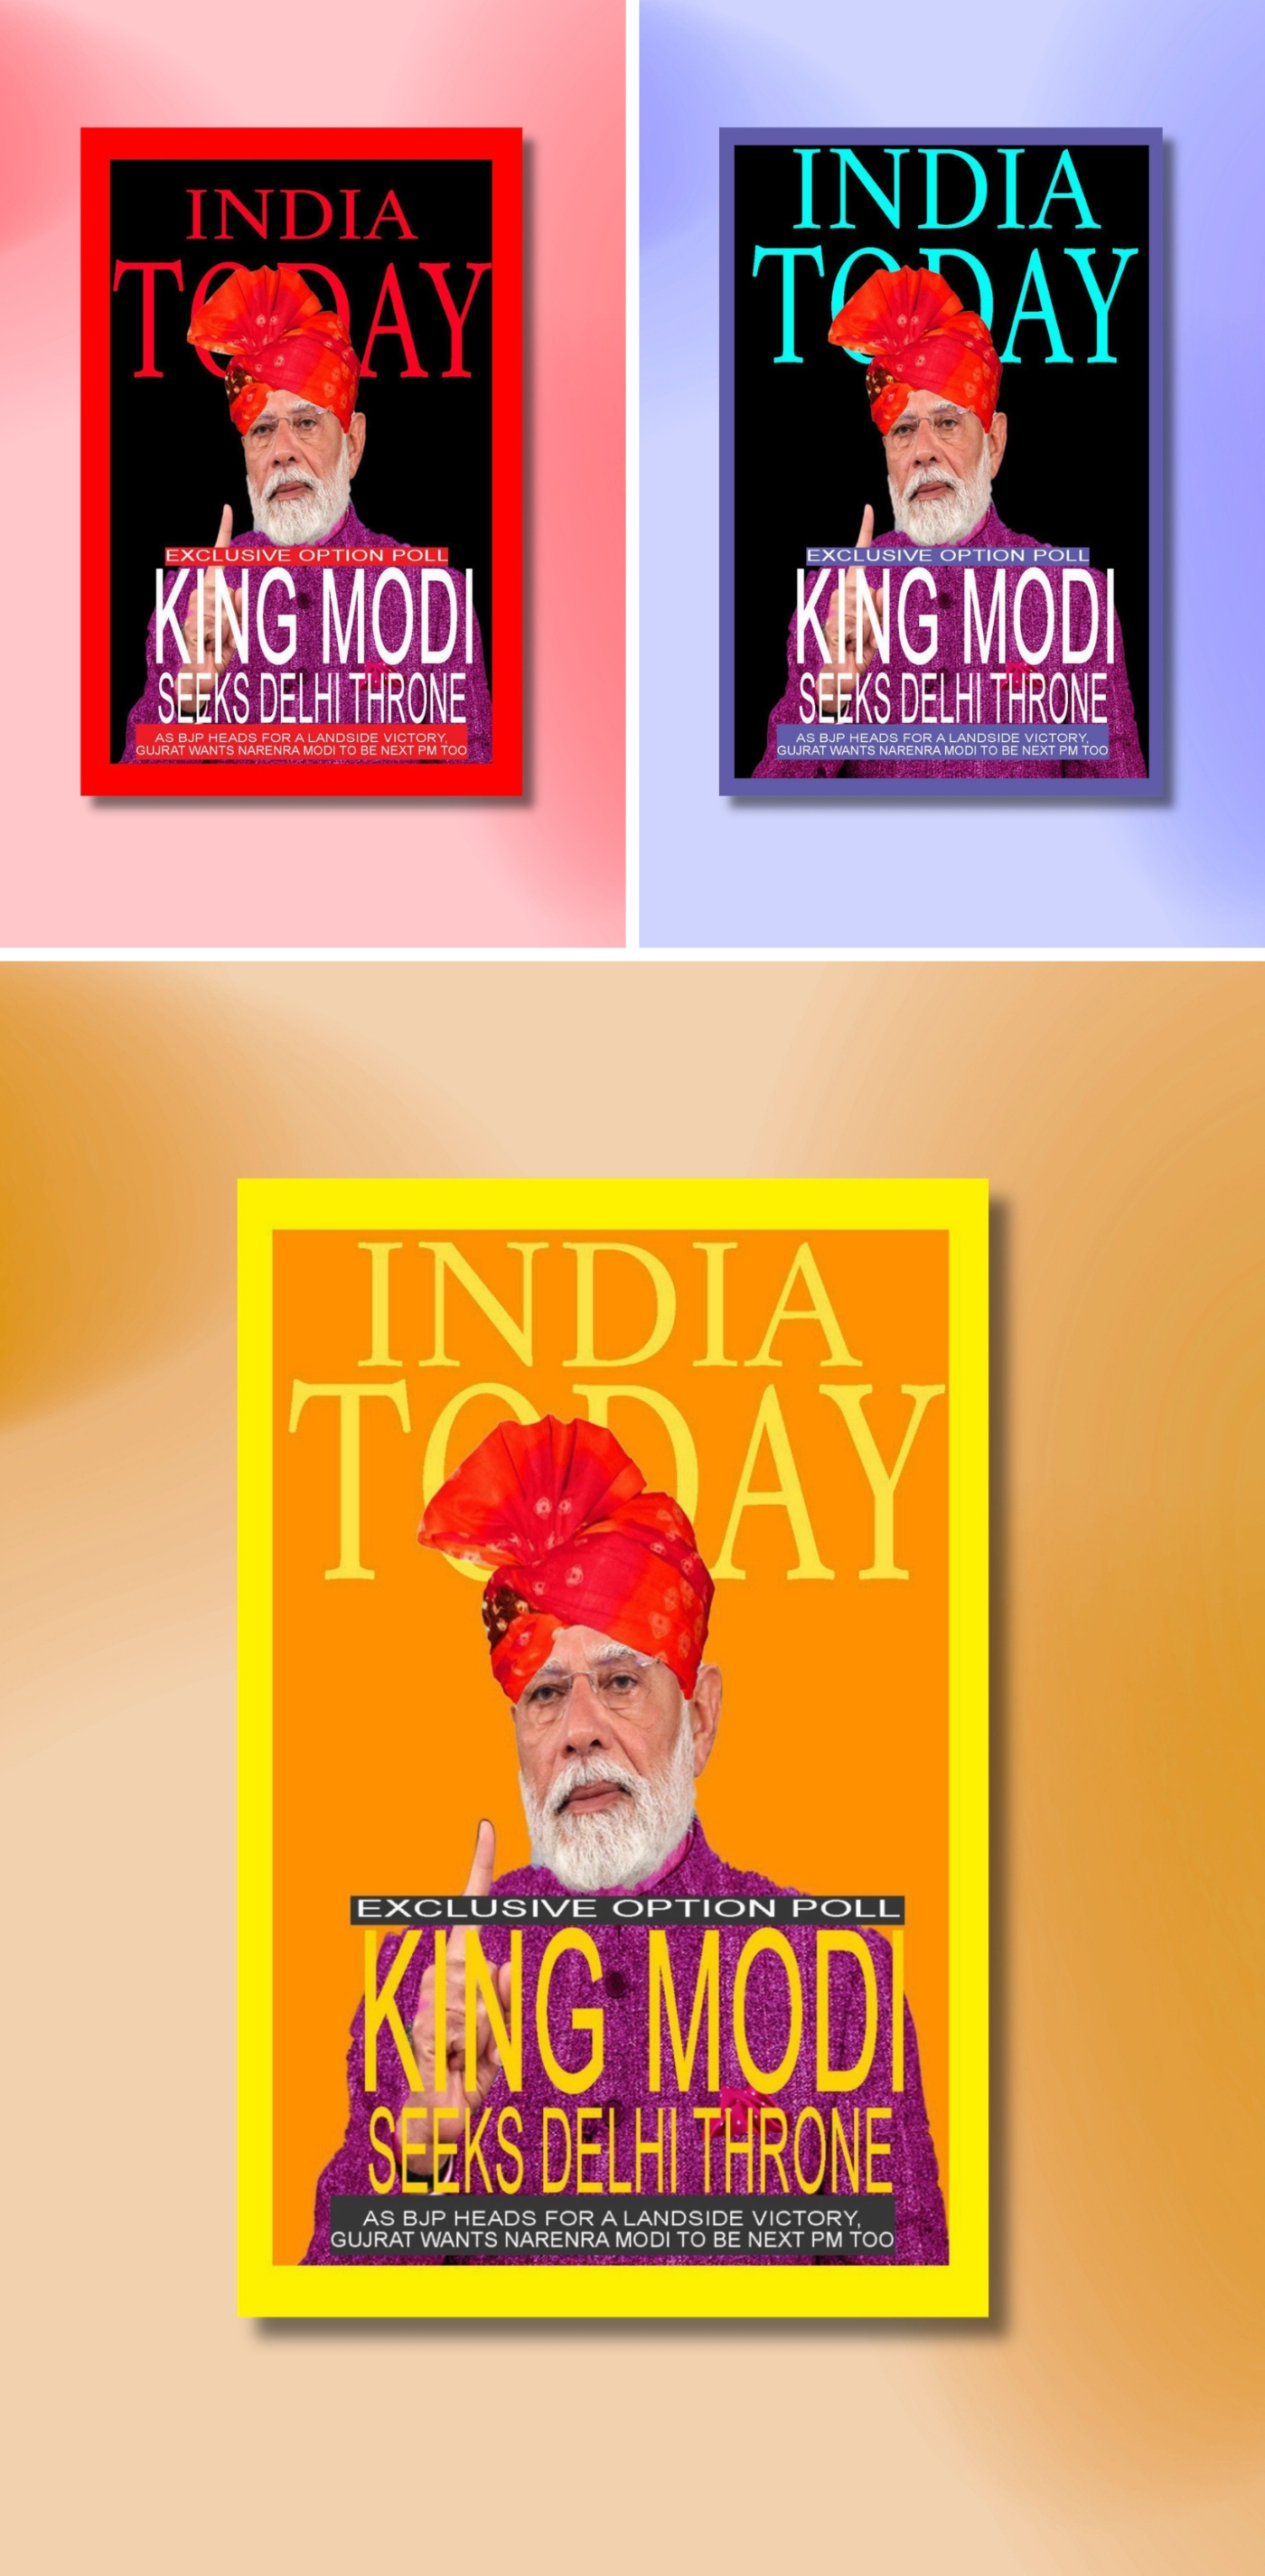 INDIA
TODAY
EXCLUSIVE OPTION POLL
KING MODI
SEEKS DELHI THRONE
AS BJP HEADS FOR A LANDSIDE VICTORY,
GUJRAT WANTS NARENRA MODI TO BE NEXT PM TOO
INDIA
TODAY
EXCLUSIVE OPTION POLL
KING MODI
SEEKS DELHI THRONE
AS BJP HEADS FOR A LANDSIDE VICTORY,
GUJRAT WANTS NARENRA MODI TO BE NEXT PM TOO
INDIA
TODAY
EXCLUSIVE OPTION POLL
KING MODI
SEEKS DELHI THRONE
AS BJP HEADS FOR A LANDSIDE VICTORY,
GUJRAT WANTS NARENRA MODI TO BE NEXT PM TOO